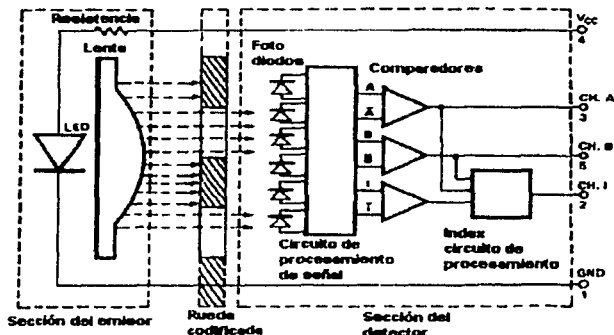 Resistencia
Lente
LED
Foto
diodos
Comparedores
A
A
B
B
I
I
Vcc
4
CH. A
3
CH. B
5
CH. I
2
GND
1
Circuito de
procesamiento
de señal
Index
circuito de
procesamiento
Sección del emisor
Rueda
codificada
Sección del
detector